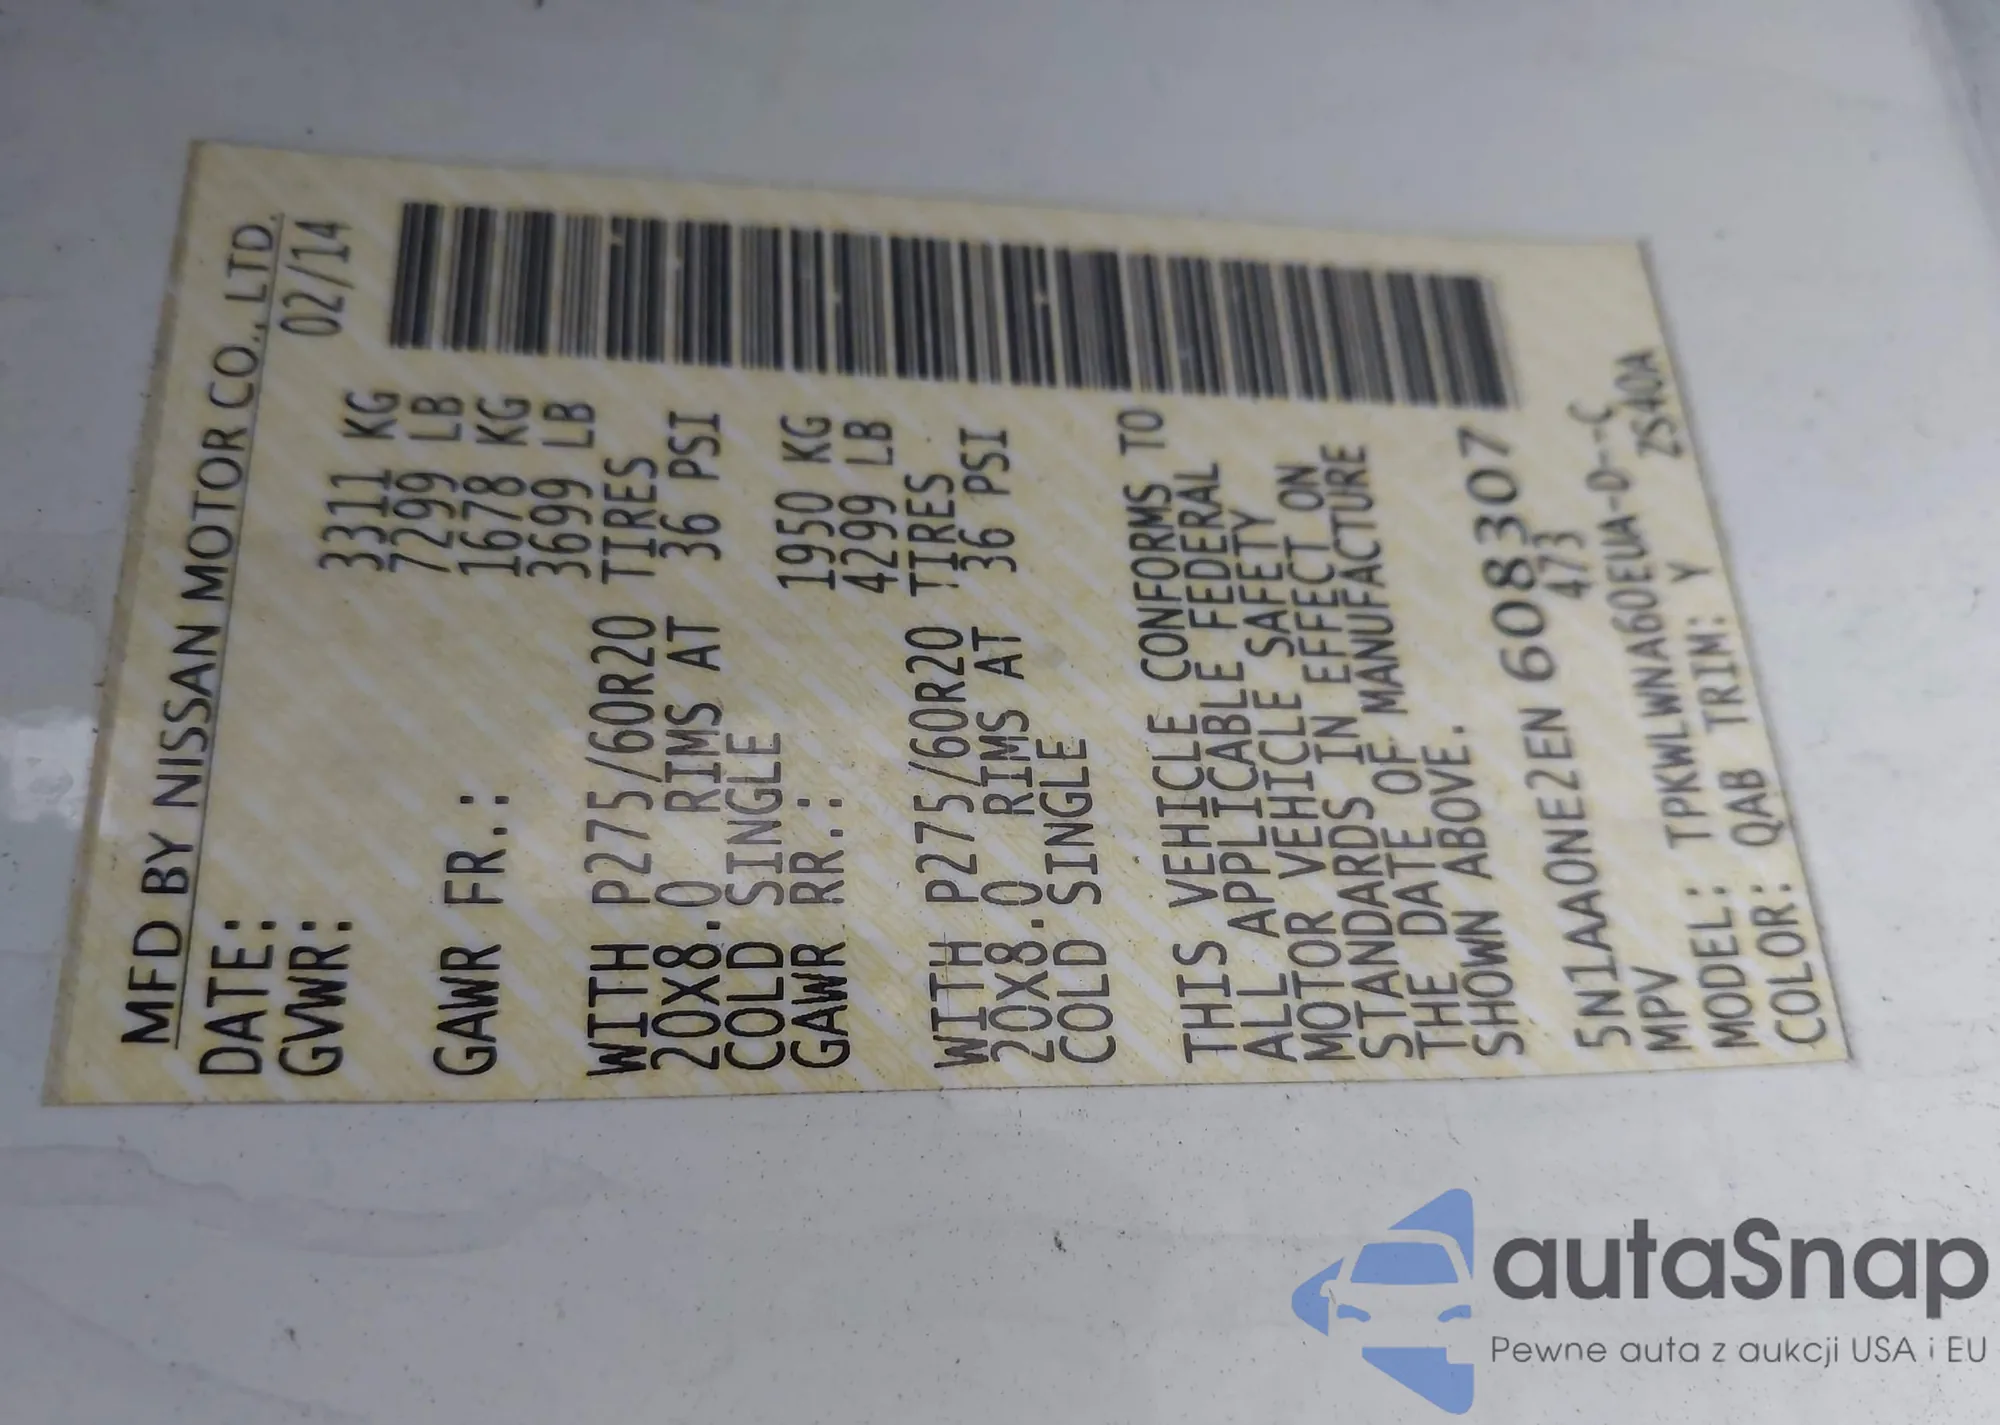 MFD BY NISSAN MOTOR CO., LTD.
DATE: 02/14
GVWR: 3311 KG
7299 LB
GAWR FR.: 1678 KG
3699 LB
WITH P275/60R20 TIRES
20X8.0 RIMS AT 36 PSI
COLD SINGLE
GAWR RR.: 1950 KG
4299 LB
WITH P275/60R20 TIRES
20X8.0 RIMS AT 36 PSI
COLD SINGLE
THIS VEHICLE CONFORMS TO
ALL APPLICABLE FEDERAL
MOTOR VEHICLE SAFETY
STANDARDS IN EFFECT ON
THE DATE OF MANUFACTURE
SHOWN ABOVE.
5N1AA0NE2EN 608307
MPV 473
MODEL: TPKWLWNA60EUA-D--C
COLOR: QAB TRIM: Y ZS40A
autaSnap
Pewne auta z aukcji USA i EU